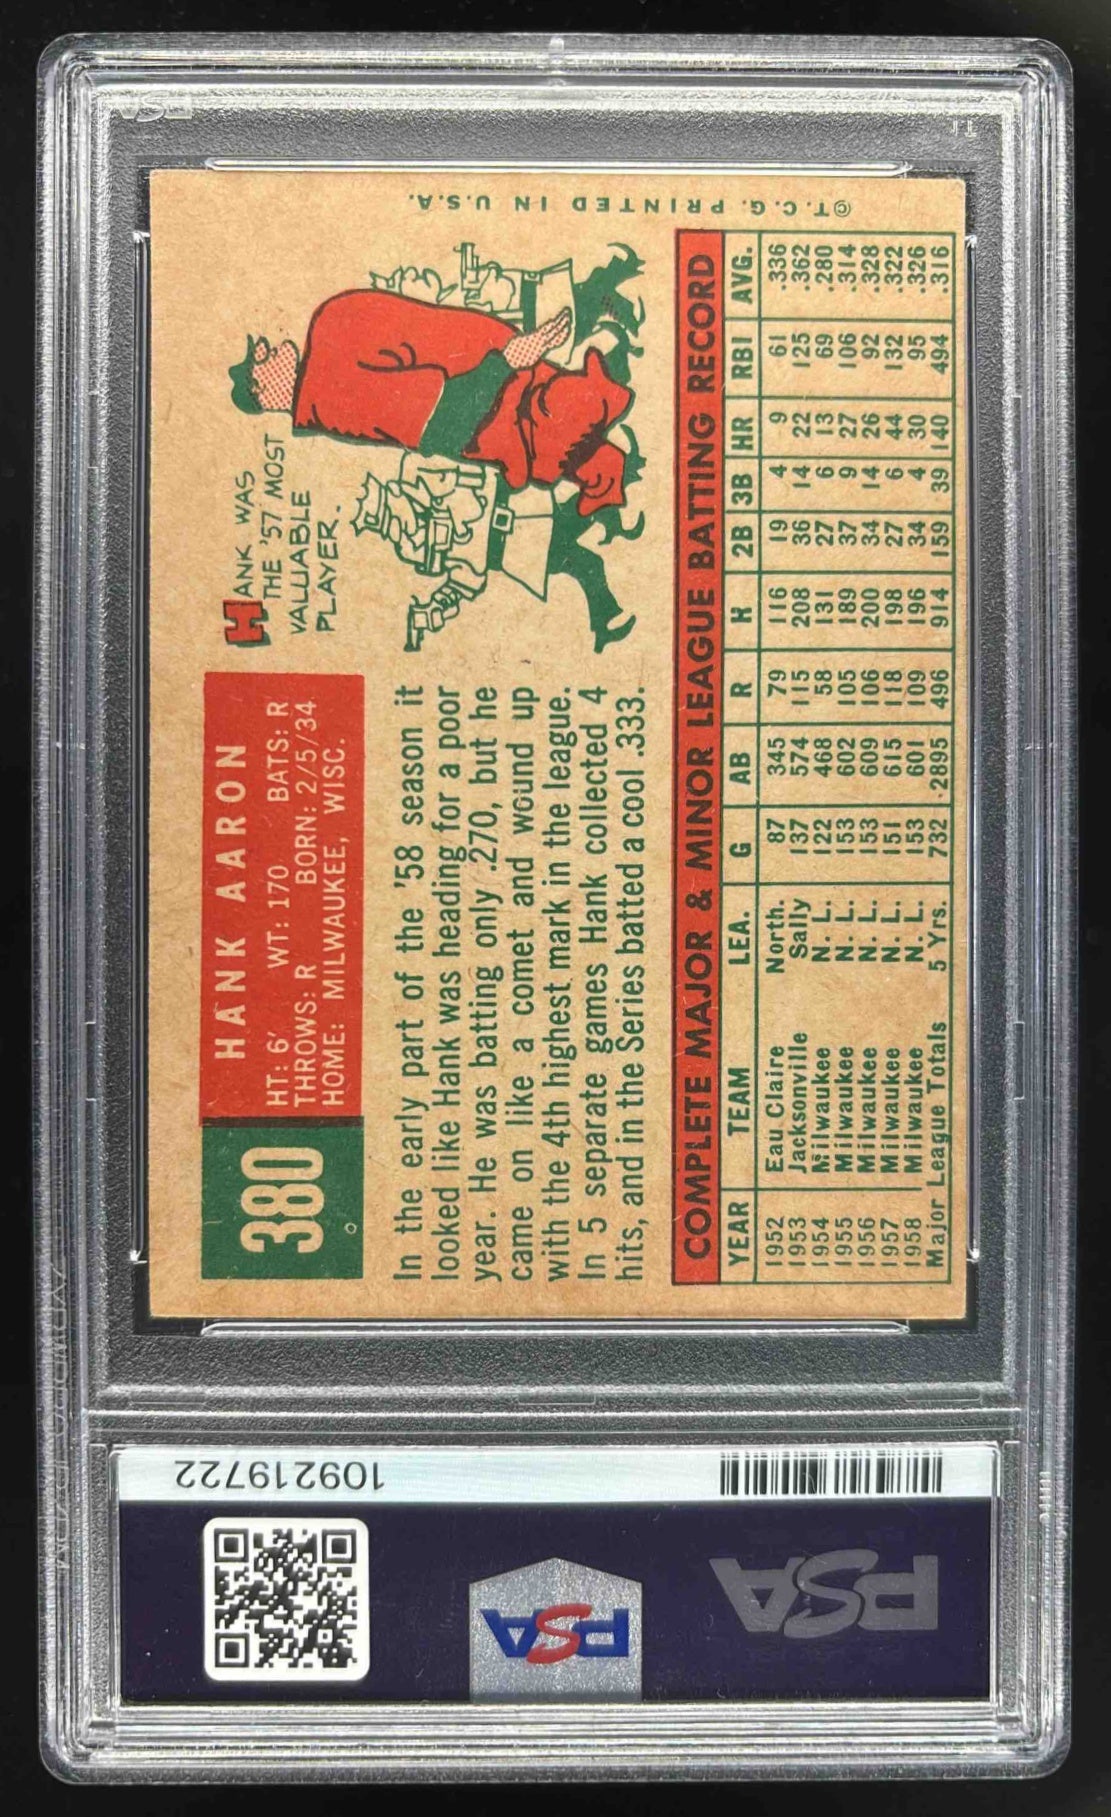 380
HANK AARON
HT: 6' WT: 170 BATS: R
THROWS: R BORN: 2/5/34
HOME: MILWAUKEE, WISC.
HANK WAS
THE '57 MOST
VALUABLE
PLAYER.
In the early part of the '58 season it
looked like Hank was heading for a poor
year. He was batting only .270, but he
came on like a comet and wound up
with the 4th highest mark in the league.
In 5 separate games Hank collected 4
hits, and in the Series batted a cool .333.
COMPLETE MAJOR & MINOR LEAGUE BATTING RECORD
YEAR TEAM LEA. G AB R H 2B 3B HR RBI AVG.
1952 Eau Claire North. 87 345 79 116 19 4 9 61 .336
1953 Jacksonville Sally 137 574 115 208 36 14 22 125 .362
1954 Milwaukee N. L. 122 468 58 131 27 6 13 69 .280
1955 Milwaukee N. L. 153 602 105 189 37 9 27 106 .314
1956 Milwaukee N. L. 153 609 106 200 34 14 26 92 .328
1957 Milwaukee N. L. 151 615 118 198 27 6 44 132 .322
1958 Milwaukee N. L. 153 601 109 196 34 4 30 95 .326
Major League Totals 5 Yrs. 732 2895 496 914 159 39 140 494 .316
© T.C.G. PRINTED IN U.S.A.
109219722
PSA
PSA
PSA